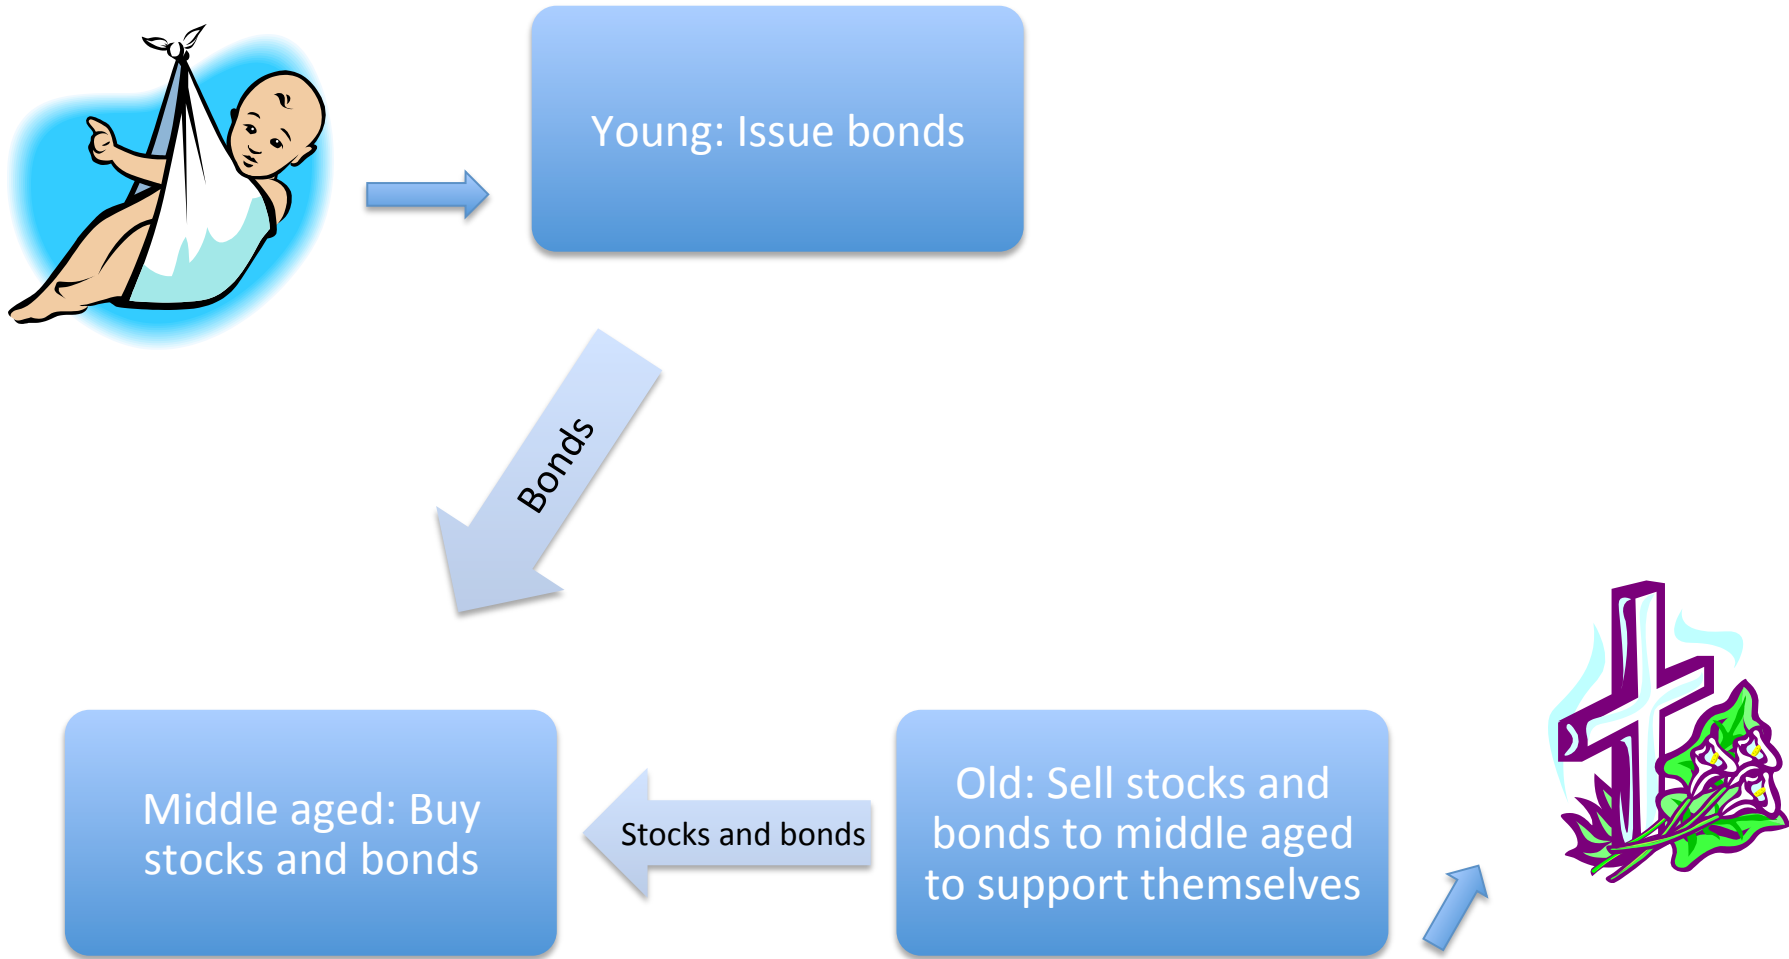 Young: Issue bonds
Bonds
Middle aged: Buy
stocks and bonds
Stocks and bonds
Old: Sell stocks and
bonds to middle aged
to support themselves